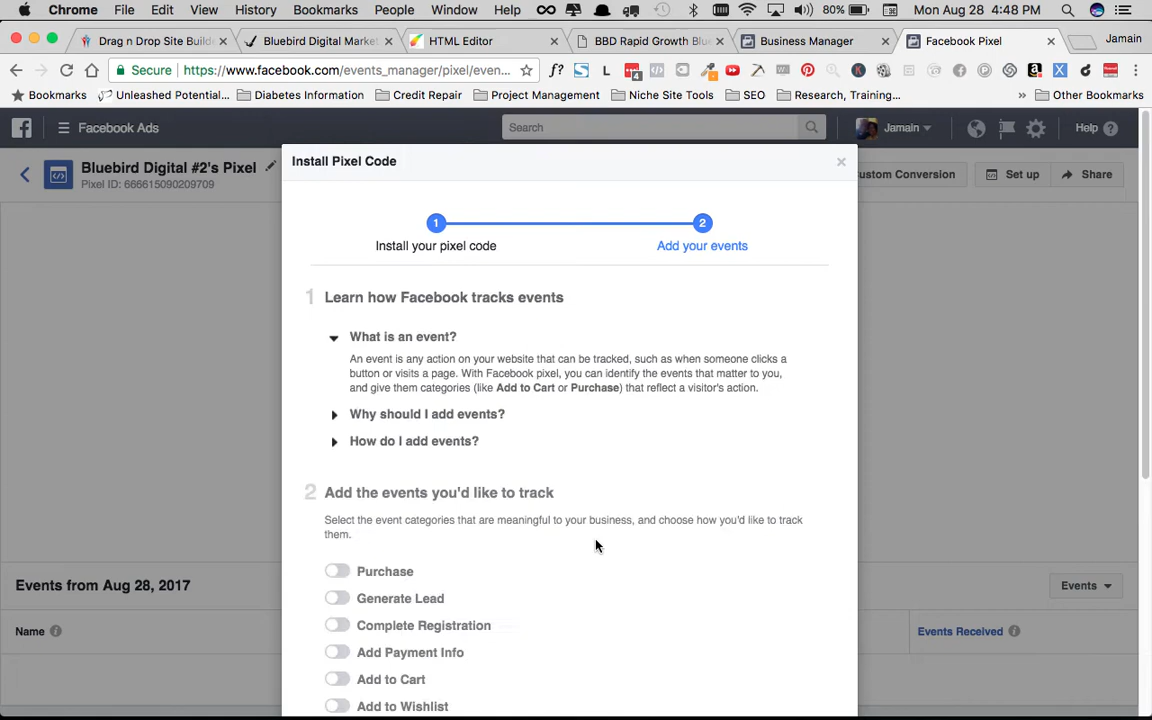 Chrome File Edit View History Bookmarks People Window Help 80% Mon Aug 28 4:48 PM
Drag n Drop Site Builde Bluebird Digital Market HTML Editor BBD Rapid Growth Blue Business Manager Facebook Pixel Jamain
Secure https://www.facebook.com/events_manager/pixel/even...
Bookmarks Unleashed Potential... Diabetes Information Credit Repair Project Management Niche Site Tools SEO Research, Training... » Other Bookmarks
Facebook Ads Search Jamain Help
Bluebird Digital #2's Pixel
Pixel ID: 666615090209709
ustom Conversion Set up Share
Install Pixel Code
1 2
Install your pixel code Add your events
1 Learn how Facebook tracks events
What is an event?
An event is any action on your website that can be tracked, such as when someone clicks a
button or visits a page. With Facebook pixel, you can identify the events that matter to you,
and give them categories (like Add to Cart or Purchase) that reflect a visitor's action.
Why should I add events?
How do I add events?
2 Add the events you'd like to track
Select the event categories that are meaningful to your business, and choose how you'd like to track
them.
Purchase
Generate Lead
Complete Registration
Add Payment Info
Add to Cart
Add to Wishlist
Events from Aug 28, 2017 Events
Name Events Received